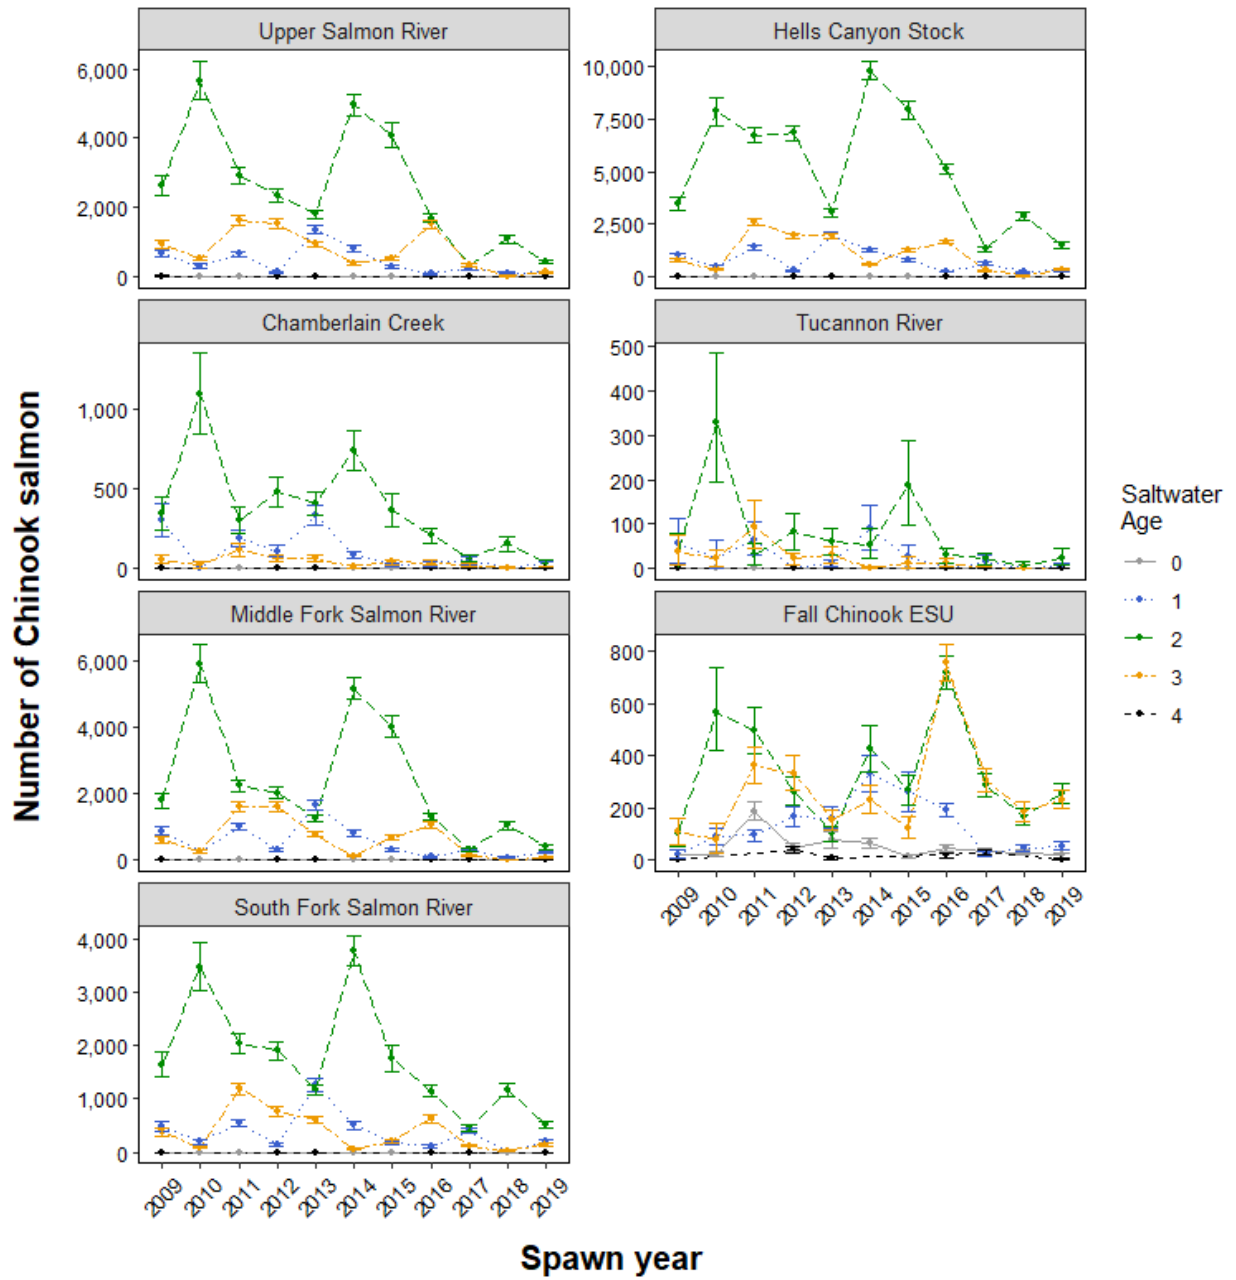 Upper Salmon River
6,000
4,000
2,000
0
Hells Canyon Stock
10,000
7,500
5,000
2,500
0
Chamberlain Creek
1,000
500
0
Tucannon River
500
400
300
200
100
0
Middle Fork Salmon River
6,000
4,000
2,000
0
Fall Chinook ESU
800
600
400
200
0
2009 2010 2011 2012 2013 2014 2015 2016 2017 2018 2019
South Fork Salmon River
4,000
3,000
2,000
1,000
0
2009 2010 2011 2012 2013 2014 2015 2016 2017 2018 2019
Number of Chinook salmon
Spawn year
Saltwater
Age
0
1
2
3
4